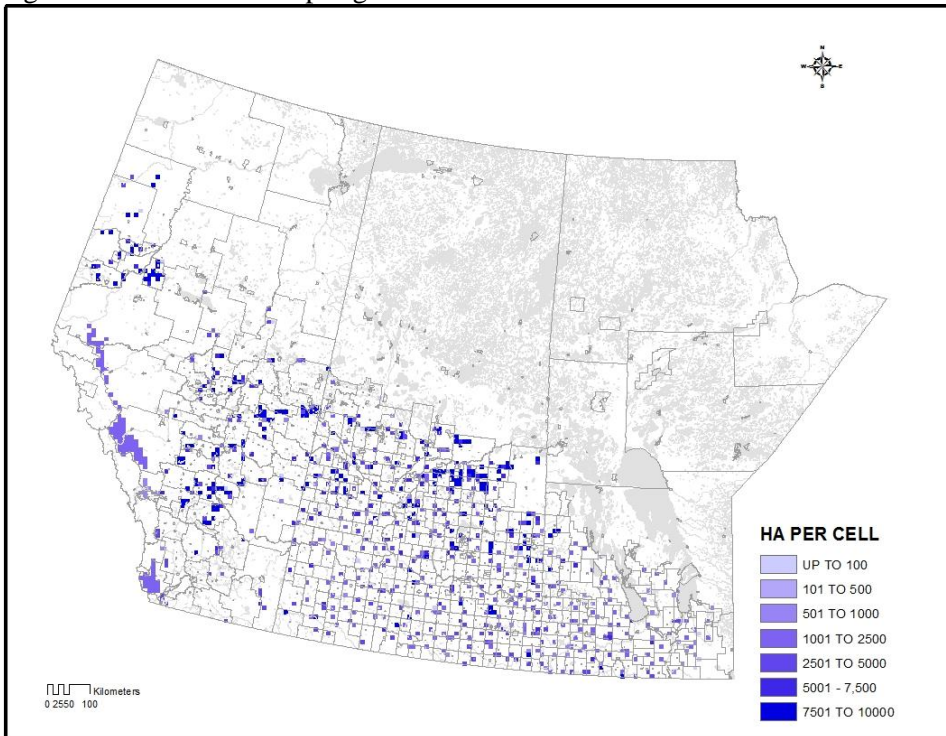 N
W E
S
HA PER CELL
UP TO 100
101 TO 500
501 TO 1000
1001 TO 2500
2501 TO 5000
5001 - 7,500
7501 TO 10000
Kilometers
0 2550 100